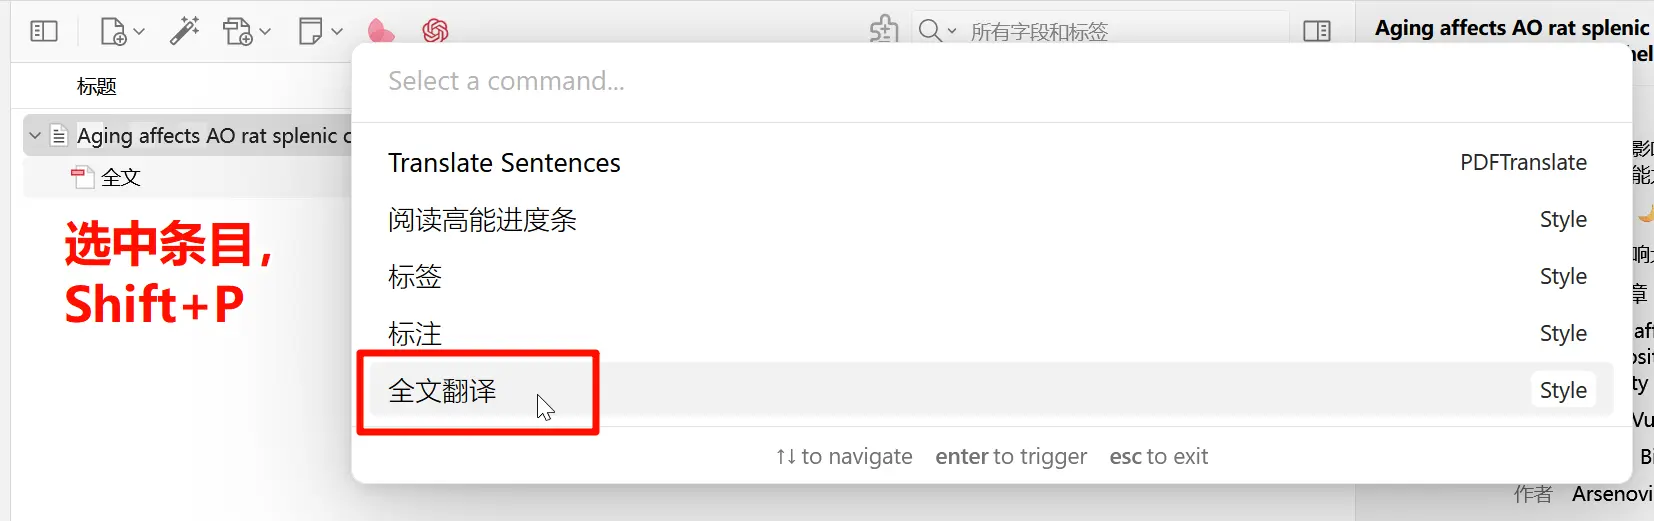 所有字段和标签
Aging affects AO rat splenic
标题
Select a command...
Aging affects AO rat splenic
全文
Translate Sentences
PDFTranslate
阅读高能进度条
Style
标签
Style
标注
Style
全文翻译
Style
选中条目,
Shift+P
↑↓ to navigate enter to trigger esc to exit
作者 Arsenovi